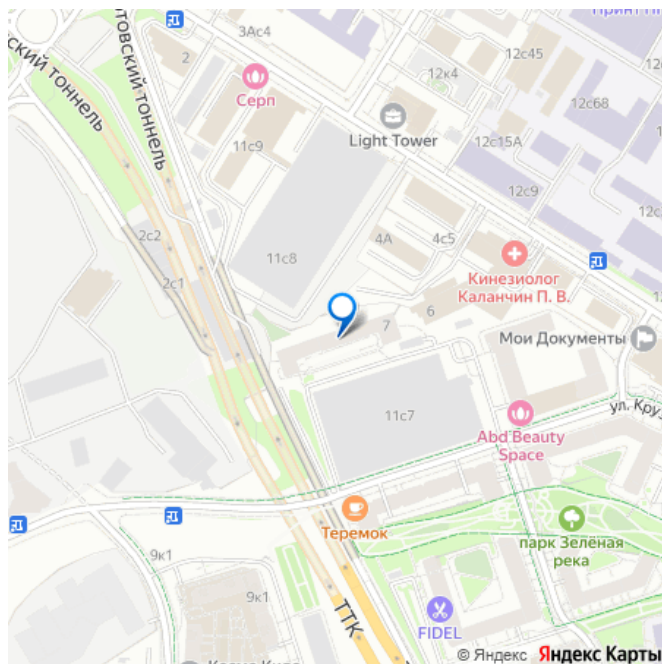 Принт
3Ас4
2
12с45
12к4
Серп
12с68
Light Tower
12с15А
11с9
12с9
ский тоннель
товский тоннель
2с2
2с1
11с8
4А
4с5
Кинезиолог
Каланчин П. В.
6
7
Мои Документы
11с7
ул. Кру
Abd Beauty
Space
Теремок
парк Зелёная
река
9к1
9к1
ТТК
FIDEL
© Яндекс Яндекс Карты